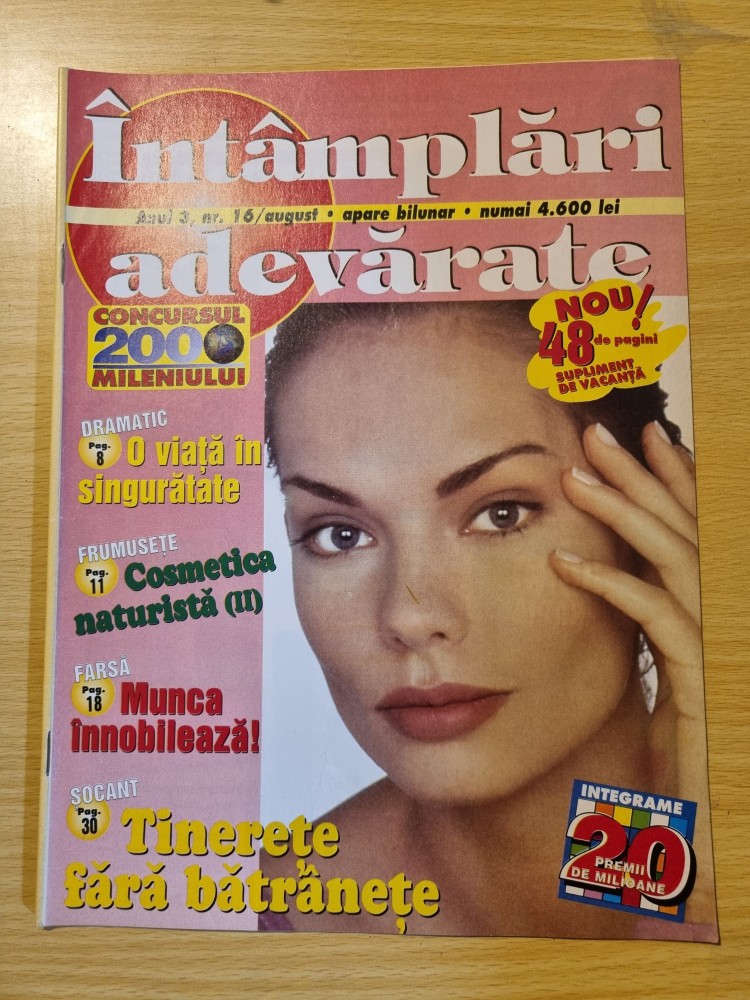 Întâmplări
Anul 3, nr. 16/august • apare bilunar • numai 4.600 lei
adevărate
CONCURSUL
2000
MILENIULUI
NOU!
48 de pagini
SUPLIMENT
DE VACANȚĂ
DRAMATIC
Pag. 8 O viață în
singurătate
FRUMUSEȚE
Pag. 11 Cosmetica
naturistă (II)
FARSĂ
Pag. 18 Munca
înnobilează!
ȘOCANT
Pag. 30 Tinerețe
fără bătrânețe
INTEGRAME
20
PREMII
DE MILIOANE